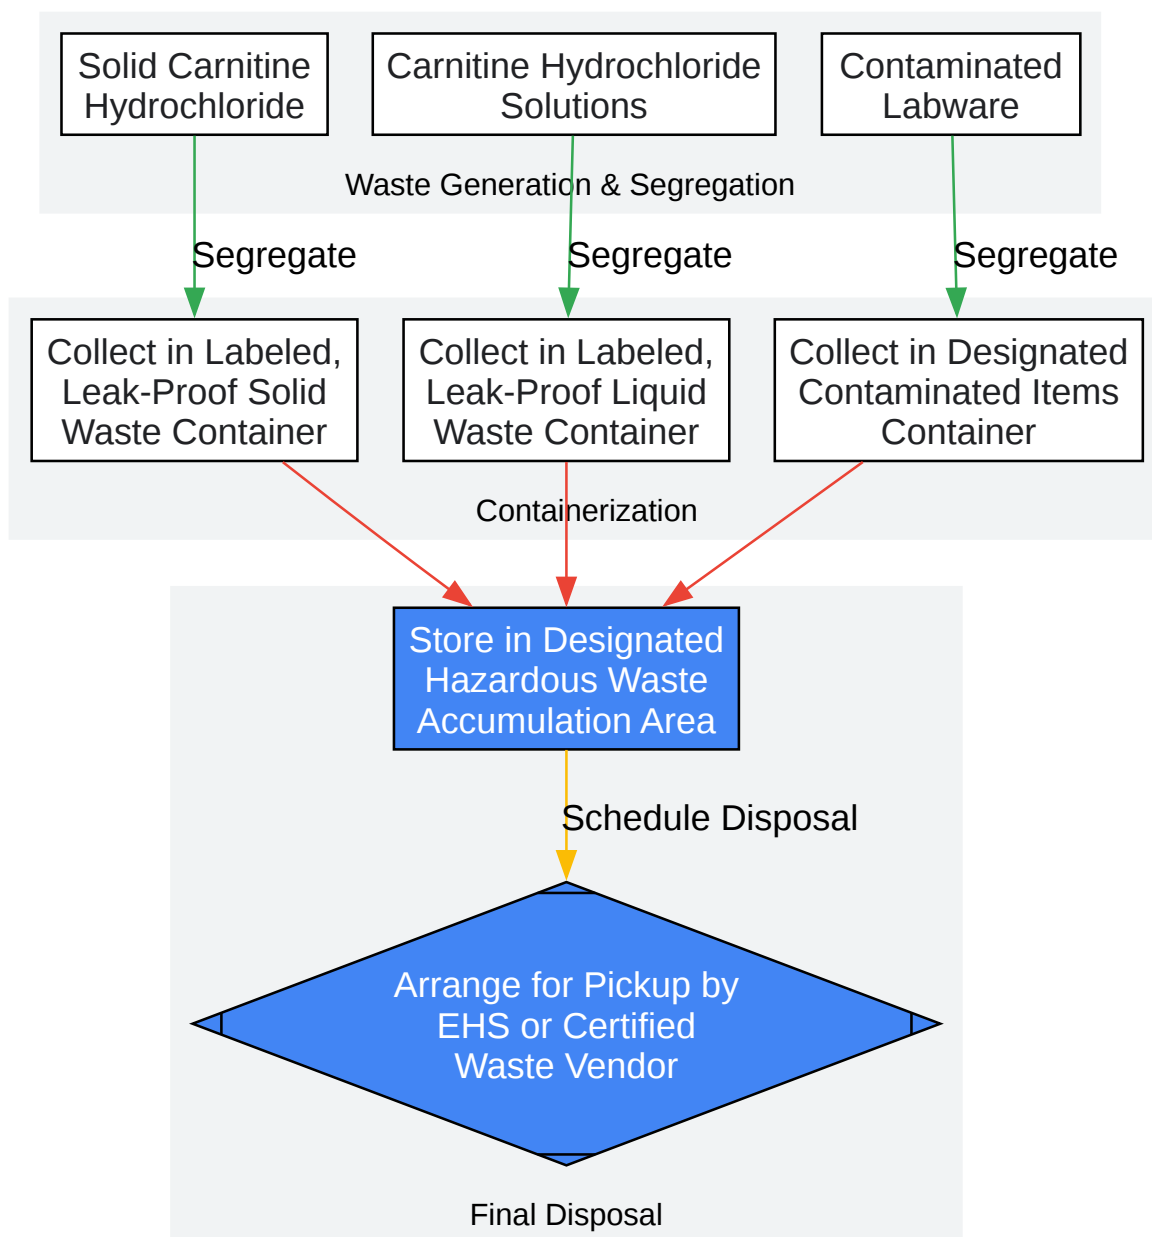 Solid Carnitine
Hydrochloride
Carnitine Hydrochloride
Solutions
Contaminated
Labware
Waste Generation & Segregation
Segregate
Segregate
Segregate
Collect in Labeled,
Leak-Proof Solid
Waste Container
Collect in Labeled,
Leak-Proof Liquid
Waste Container
Collect in Designated
Contaminated Items
Container
Containerization
Store in Designated
Hazardous Waste
Accumulation Area
Schedule Disposal
Arrange for Pickup by
EHS or Certified
Waste Vendor
Final Disposal